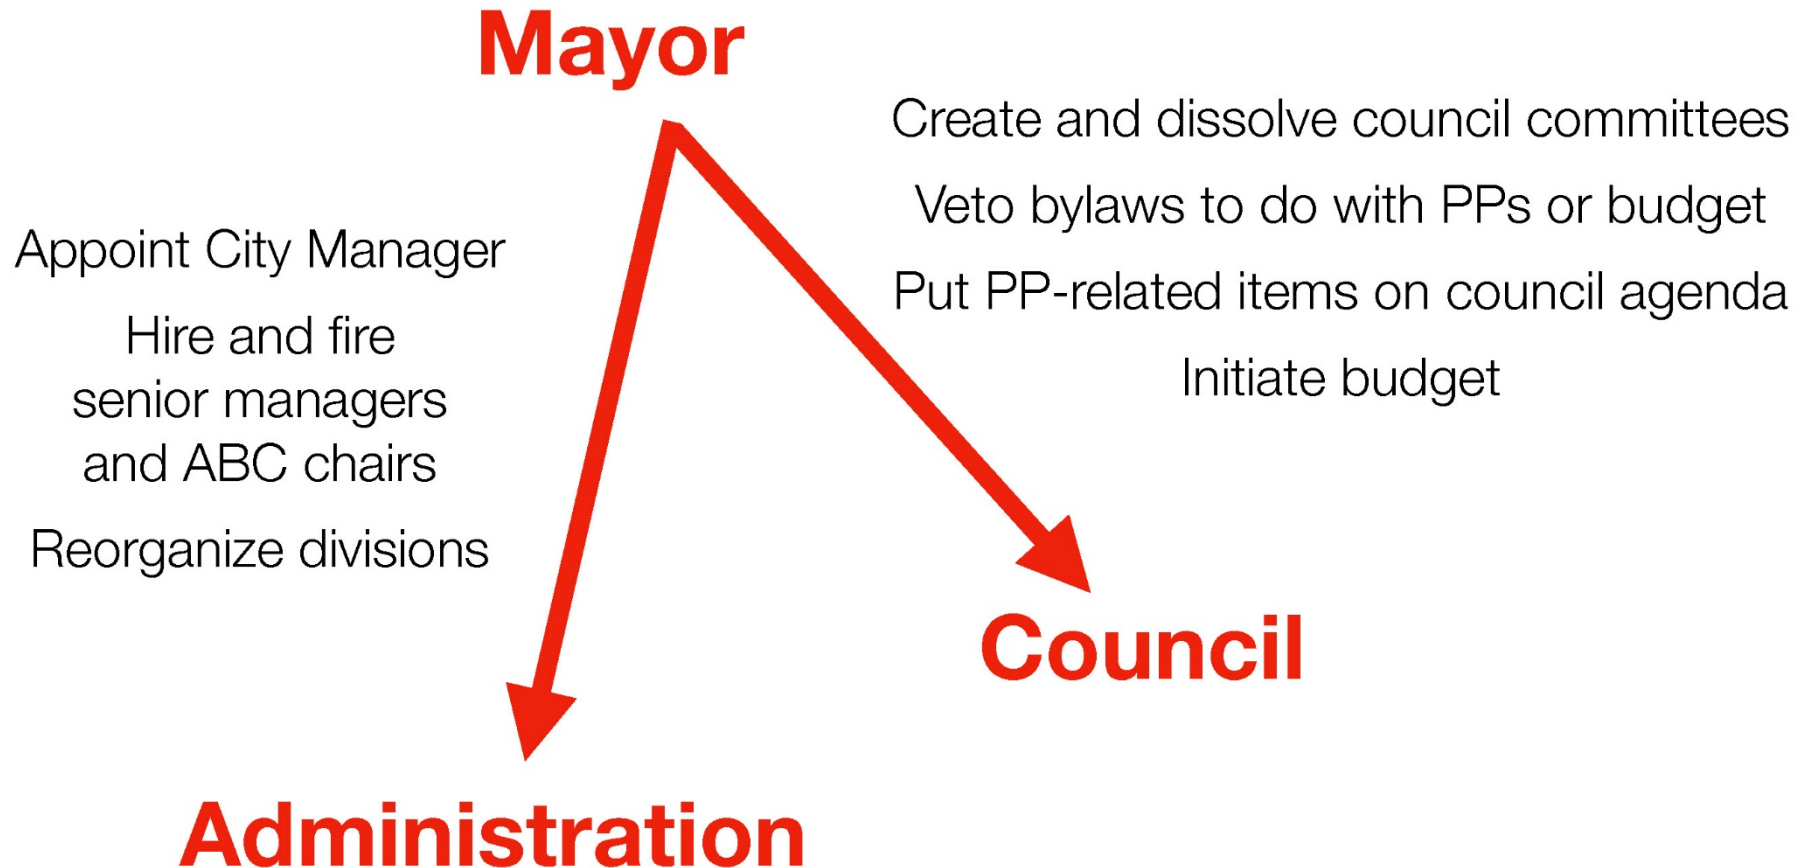 Mayor
Create and dissolve council committees
Veto bylaws to do with PPs or budget
Put PP-related items on council agenda
Initiate budget
Appoint City Manager
Hire and fire
senior managers
and ABC chairs
Reorganize divisions
Council
Administration